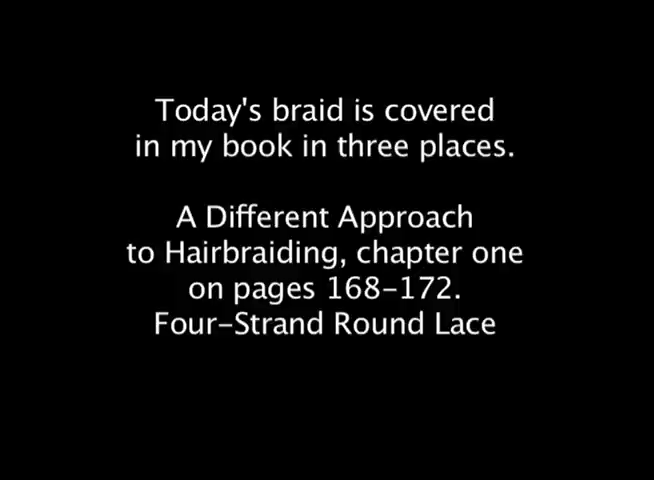 Today's braid is covered
in my book in three places.
A Different Approach
to Hairbraiding, chapter one
on pages 168-172.
Four-Strand Round Lace